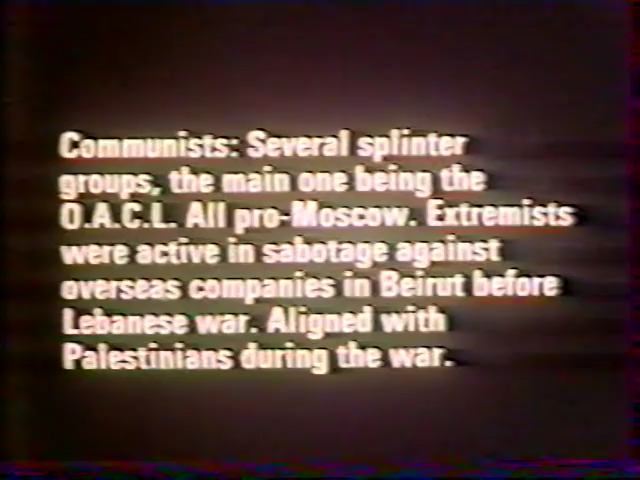 Communists: Several splinter
groups, the main one being the
O.A.C.L. All pro-Moscow. Extremists
were active in sabotage against
overseas companies in Beirut before
Lebanese war. Aligned with
Palestinians during the war.